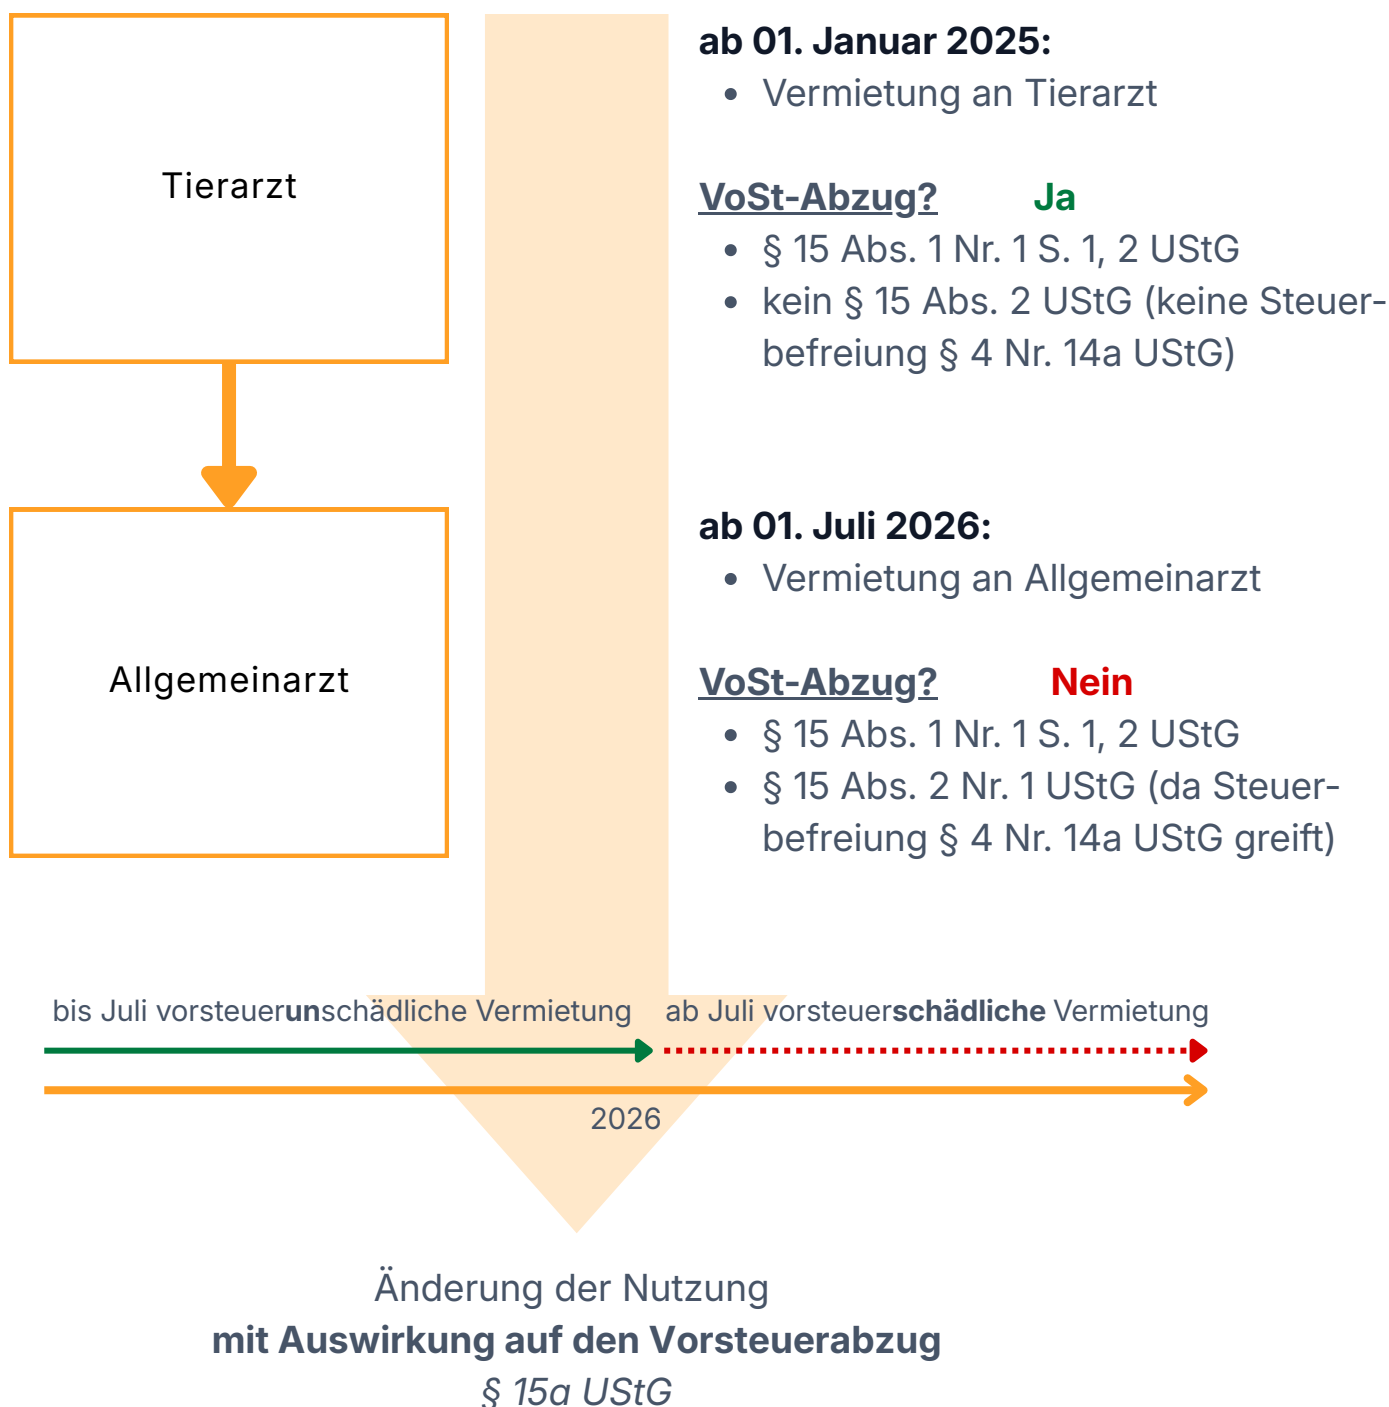 Tierarzt
ab 01. Januar 2025:
• Vermietung an Tierarzt
VoSt-Abzug? Ja
• § 15 Abs. 1 Nr. 1 S. 1, 2 UStG
• kein § 15 Abs. 2 UStG (keine Steuer-
befreiung § 4 Nr. 14a UStG)
Allgemeinarzt
ab 01. Juli 2026:
• Vermietung an Allgemeinarzt
VoSt-Abzug? Nein
• § 15 Abs. 1 Nr. 1 S. 1, 2 UStG
• § 15 Abs. 2 Nr. 1 UStG (da Steuer-
befreiung § 4 Nr. 14a UStG greift)
bis Juli vorsteuerunschädliche Vermietung
ab Juli vorsteuerschädliche Vermietung
2026
Änderung der Nutzung
mit Auswirkung auf den Vorsteuerabzug
§ 15a UStG